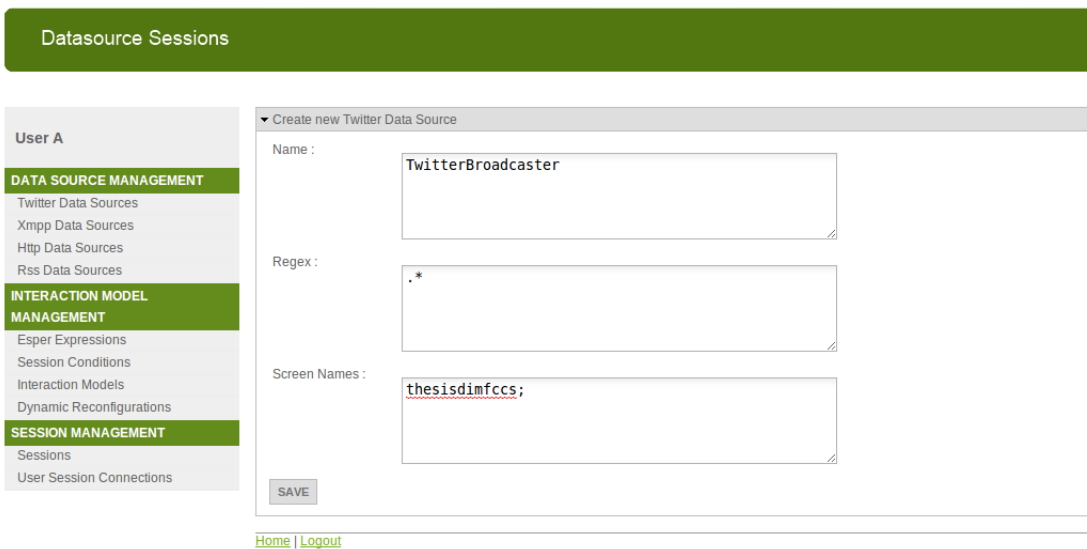 Datasource Sessions
User A
DATA SOURCE MANAGEMENT
Twitter Data Sources
Xmpp Data Sources
Http Data Sources
Rss Data Sources
INTERACTION MODEL
MANAGEMENT
Esper Expressions
Session Conditions
Interaction Models
Dynamic Reconfigurations
SESSION MANAGEMENT
Sessions
User Session Connections
Create new Twitter Data Source
Name :
TwitterBroadcaster
Regex :
.*
Screen Names :
thesisdimfccs;
SAVE
Home | Logout